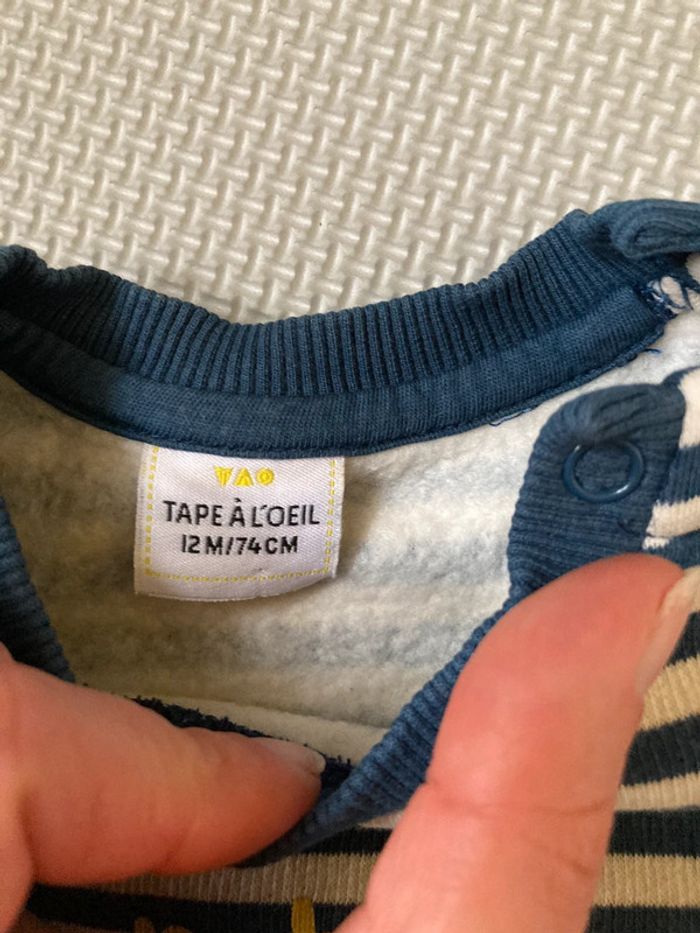 TAO
TAPE À L'OEIL
12M/74CM